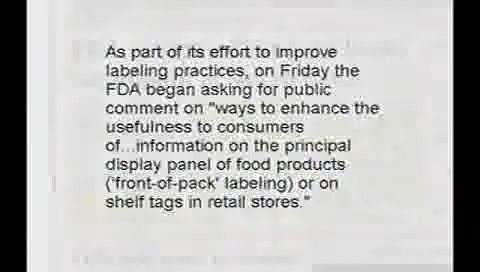 As part of its effort to improve
labeling practices, on Friday the
FDA began asking for public
comment on "ways to enhance the
usefulness to consumers
of...information on the principal
display panel of food products
('front-of-pack' labeling) or on
shelf tags in retail stores."